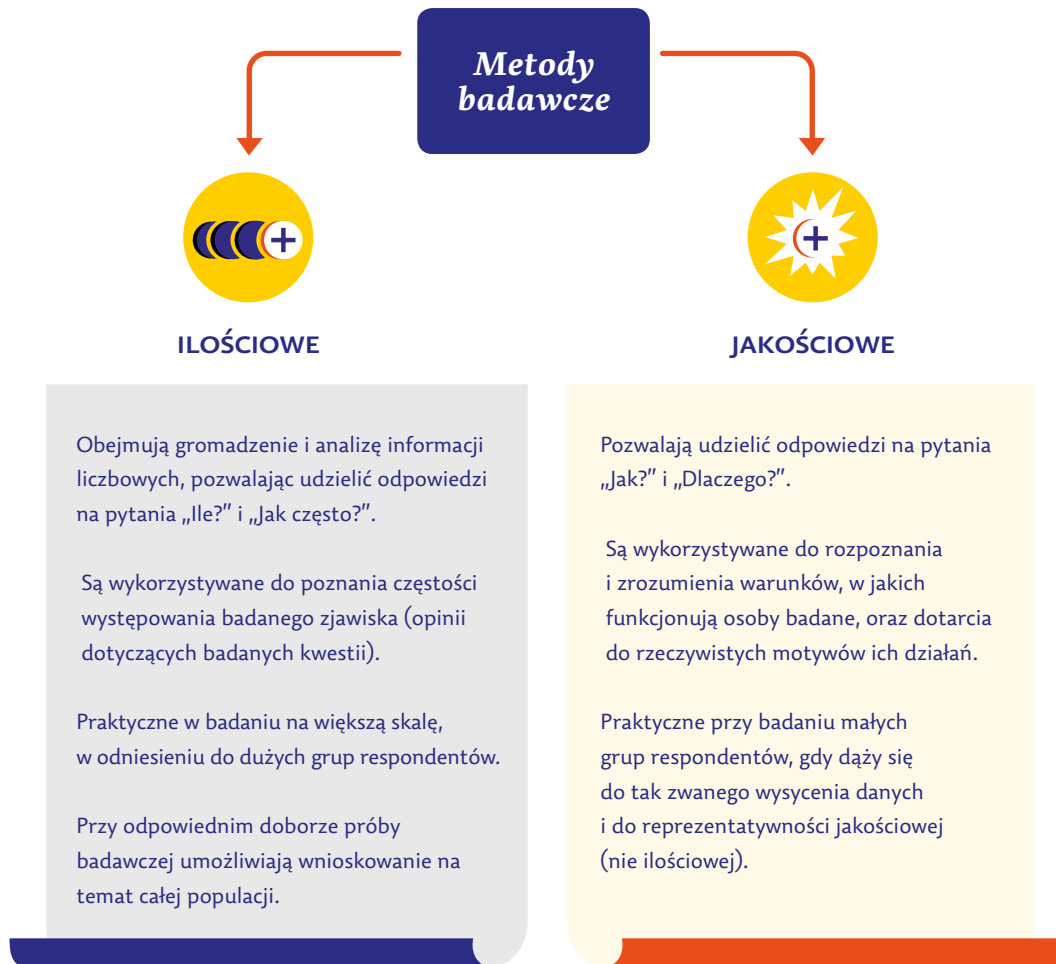 Metody
badawcze
ILOŚCIOWE
Obejmują gromadzenie i analizę informacji
liczbowych, pozwalając udzielić odpowiedzi
na pytania „Ile?” i „Jak często?”.
Są wykorzystywane do poznania częstości
występowania badanego zjawiska (opinii
dotyczących badanych kwestii).
Praktyczne w badaniu na większą skalę,
w odniesieniu do dużych grup respondentów.
Przy odpowiednim doborze próby
badawczej umożliwiają wnioskowanie na
temat całej populacji.
JAKOŚCIOWE
Pozwalają udzielić odpowiedzi na pytania
„Jak?” i „Dlaczego?”.
Są wykorzystywane do rozpoznania
i zrozumienia warunków, w jakich
funkcjonują osoby badane, oraz dotarcia
do rzeczywistych motywów ich działań.
Praktyczne przy badaniu małych
grup respondentów, gdy dąży się
do tak zwanego wysycenia danych
i do reprezentatywności jakościowej
(nie ilościowej).